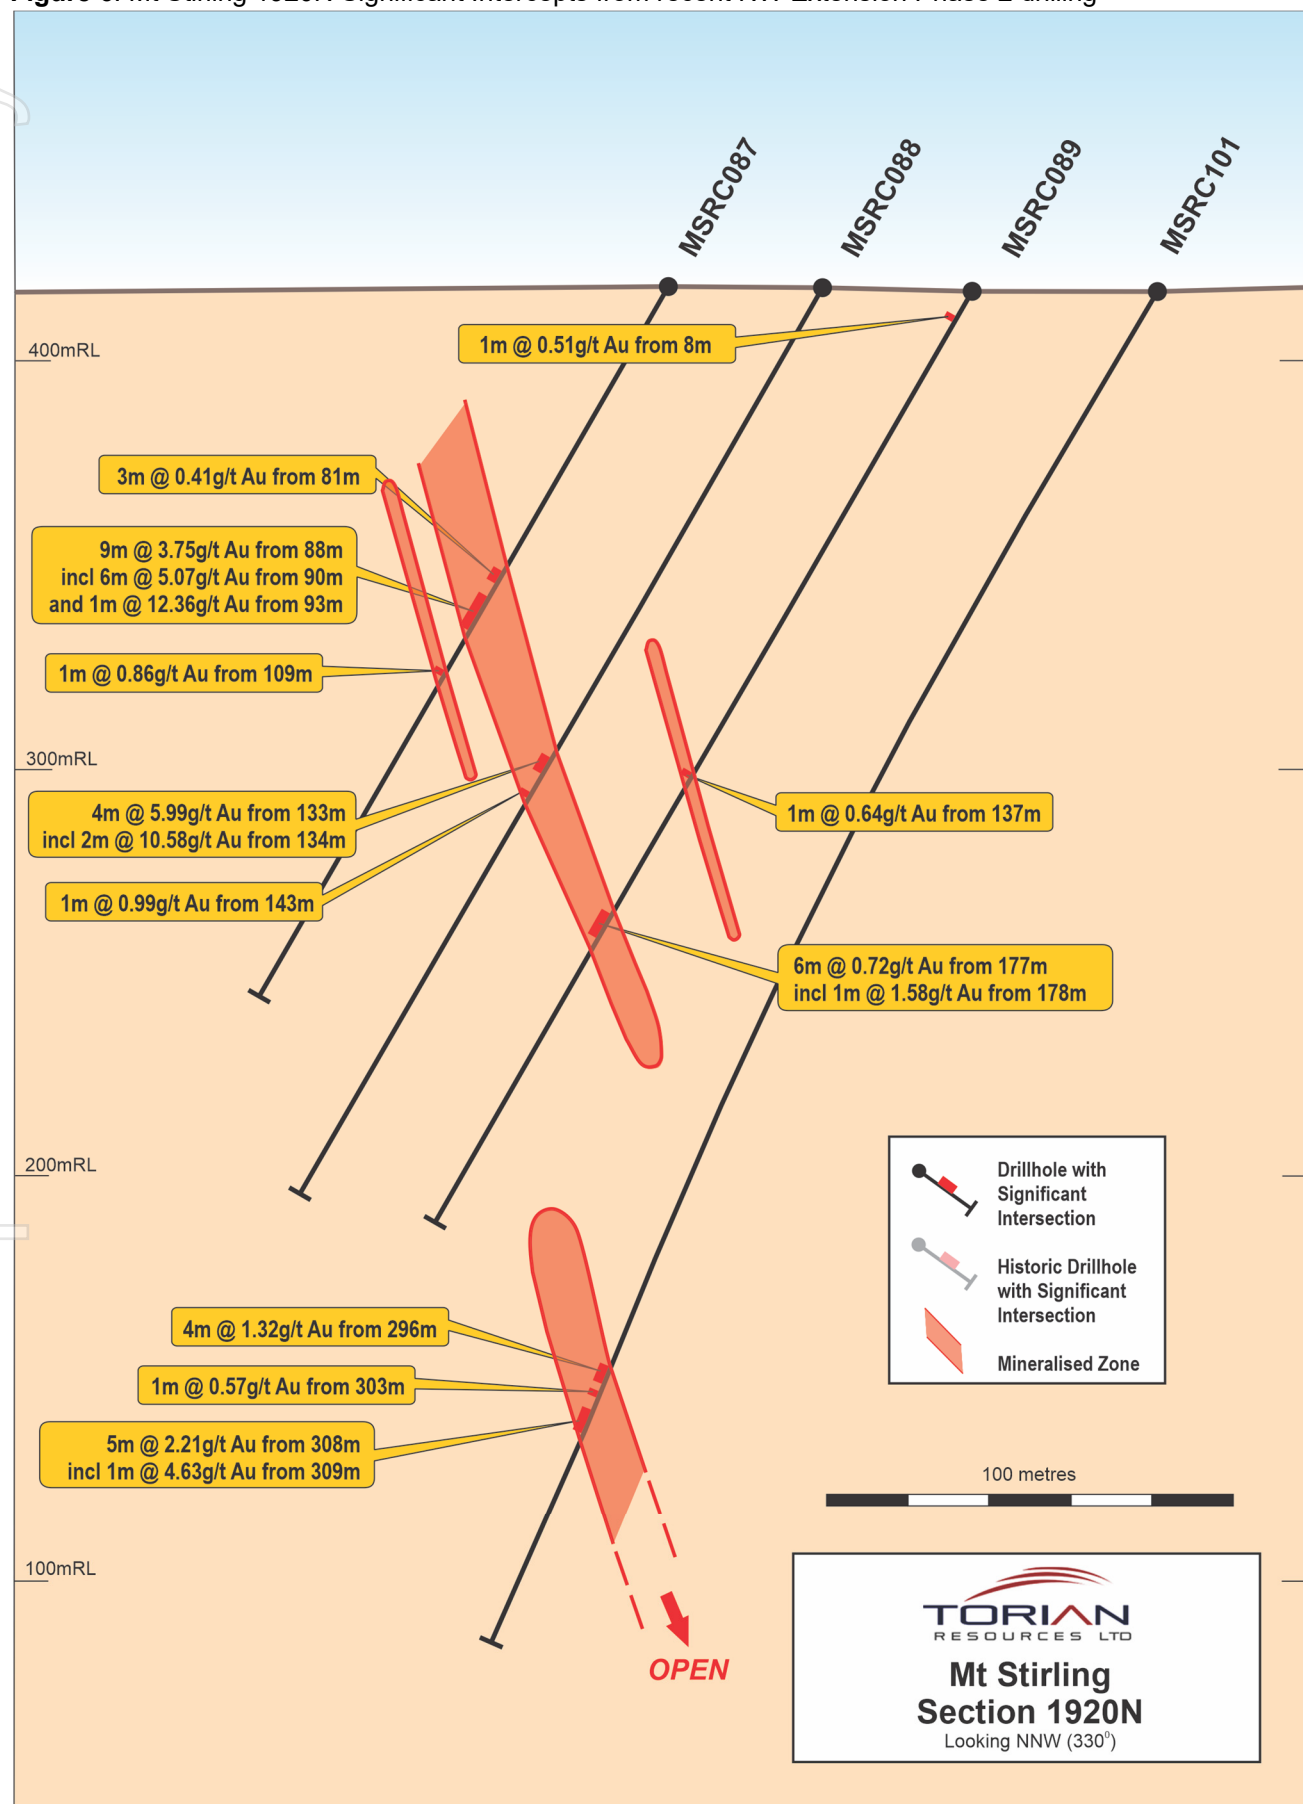 MSRC087
MSRC088
MSRC089
MSRC101
1m @ 0.51g/t Au from 8m
400mRL
3m @ 0.41g/t Au from 81m
9m @ 3.75g/t Au from 88m
incl 6m @ 5.07g/t Au from 90m
and 1m @ 12.36g/t Au from 93m
1m @ 0.86g/t Au from 109m
300mRL
4m @ 5.99g/t Au from 133m
incl 2m @ 10.58g/t Au from 134m
1m @ 0.64g/t Au from 137m
1m @ 0.99g/t Au from 143m
6m @ 0.72g/t Au from 177m
incl 1m @ 1.58g/t Au from 178m
200mRL
Drillhole with
Significant
Intersection
Historic Drillhole
with Significant
Intersection
Mineralised Zone
4m @ 1.32g/t Au from 296m
1m @ 0.57g/t Au from 303m
5m @ 2.21g/t Au from 308m
incl 1m @ 4.63g/t Au from 309m
100 metres
100mRL
OPEN
TORIAN
RESOURCES LTD
Mt Stirling
Section 1920N
Looking NNW (330⁰)